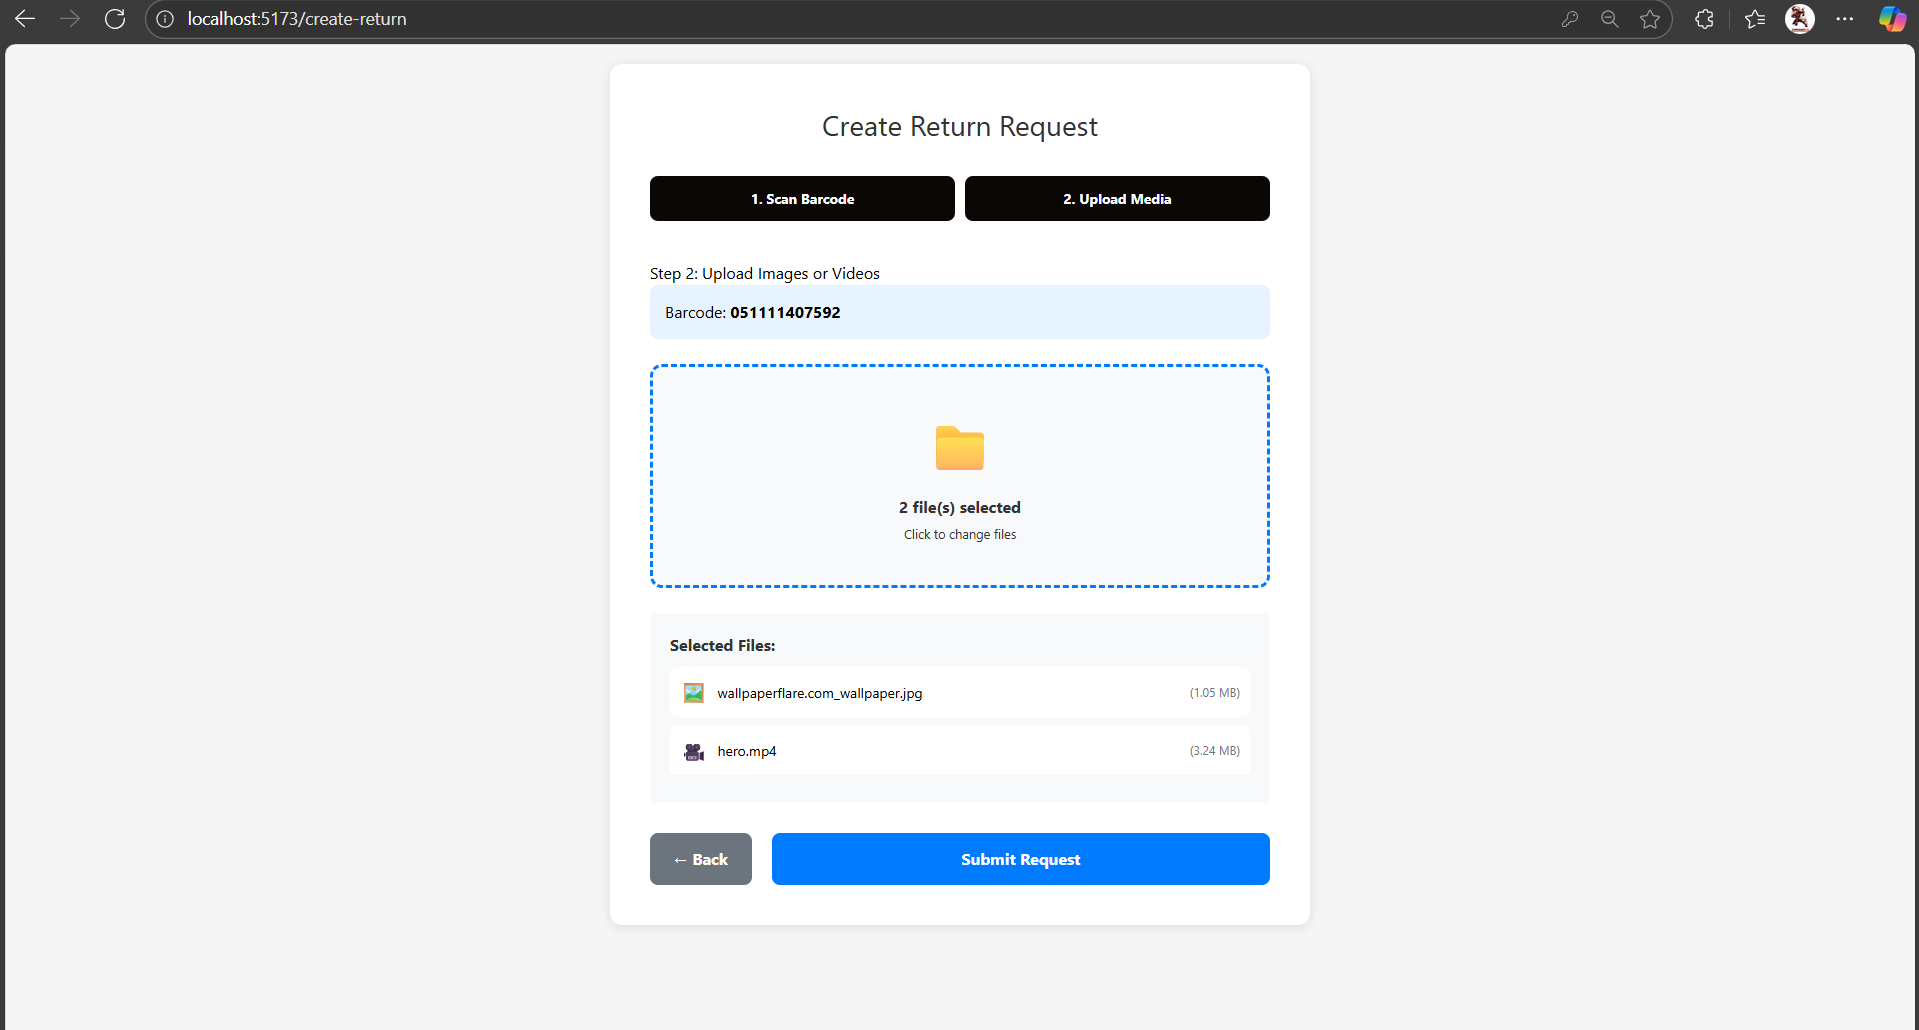 localhost:5173/create-return
Create Return Request
1. Scan Barcode
2. Upload Media
Step 2: Upload Images or Videos
Barcode: 051111407592
2 file(s) selected
Click to change files
Selected Files:
wallpaperflare.com_wallpaper.jpg (1.05 MB)
hero.mp4 (3.24 MB)
← Back
Submit Request